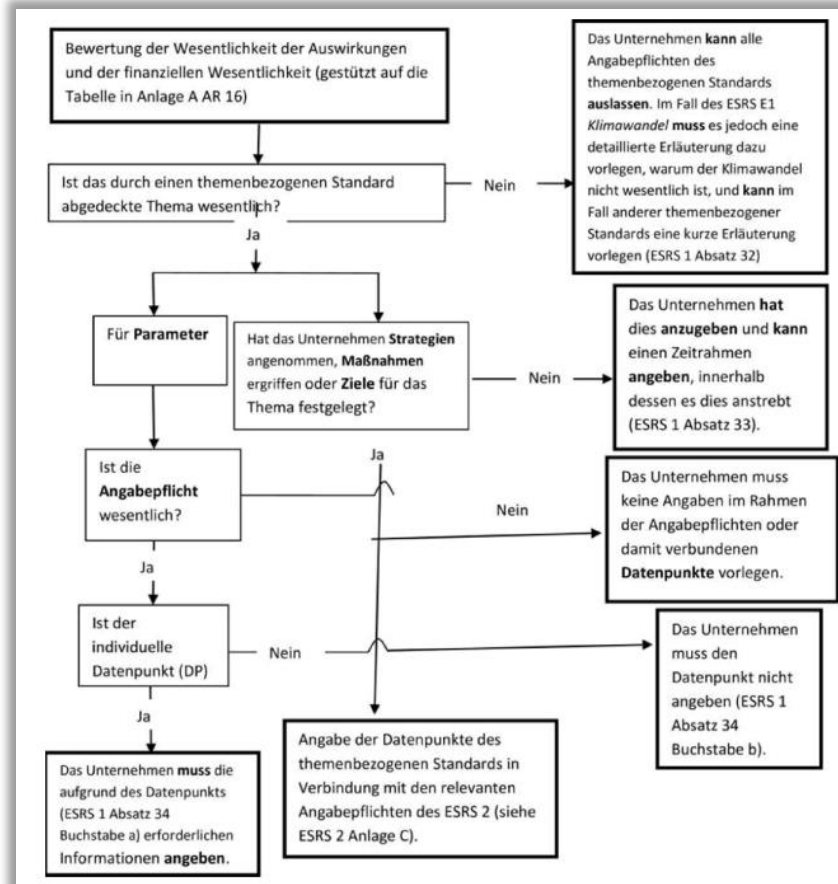 Bewertung der Wesentlichkeit der Auswirkungen
und der finanziellen Wesentlichkeit (gestützt auf die
Tabelle in Anlage A AR 16)
Das Unternehmen kann alle
Angabepflichten des
themenbezogenen Standards
auslassen. Im Fall des ESRS E1
Klimawandel muss es jedoch eine
detaillierte Erläuterung dazu
vorlegen, warum der Klimawandel
nicht wesentlich ist, und kann im
Fall anderer themenbezogener
Standards eine kurze Erläuterung
vorlegen (ESRS 1 Absatz 32)
Ist das durch einen themenbezogenen Standard
abgedeckte Thema wesentlich?
Nein
Ja
Für Parameter
Hat das Unternehmen Strategien
angenommen, Maßnahmen
ergriffen oder Ziele für das
Thema festgelegt?
Nein
Das Unternehmen hat
dies anzugeben und kann
einen Zeitrahmen
angeben, innerhalb
dessen es dies anstrebt
(ESRS 1 Absatz 33).
Ja
Ist die
Angabepflicht
wesentlich?
Nein
Das Unternehmen muss
keine Angaben im Rahmen
der Angabepflichten oder
damit verbundenen
Datenpunkte vorlegen.
Ja
Ist der
individuelle
Datenpunkt (DP)
Nein
Das Unternehmen
muss den
Datenpunkt nicht
angeben (ESRS 1
Absatz 34
Buchstabe b).
Ja
Das Unternehmen muss die
aufgrund des Datenpunkts
(ESRS 1 Absatz 34
Buchstabe a) erforderlichen
Informationen angeben.
Angabe der Datenpunkte des
themenbezogenen Standards in
Verbindung mit den relevanten
Angabepflichten des ESRS 2 (siehe
ESRS 2 Anlage C).